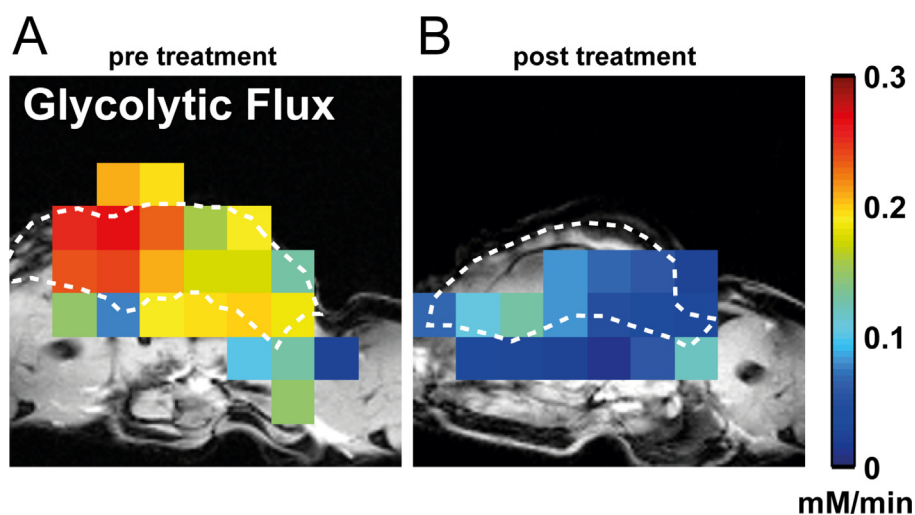 A
B
pre treatment
post treatment
Glycolytic Flux
0.3
0.2
0.1
0
mM/min